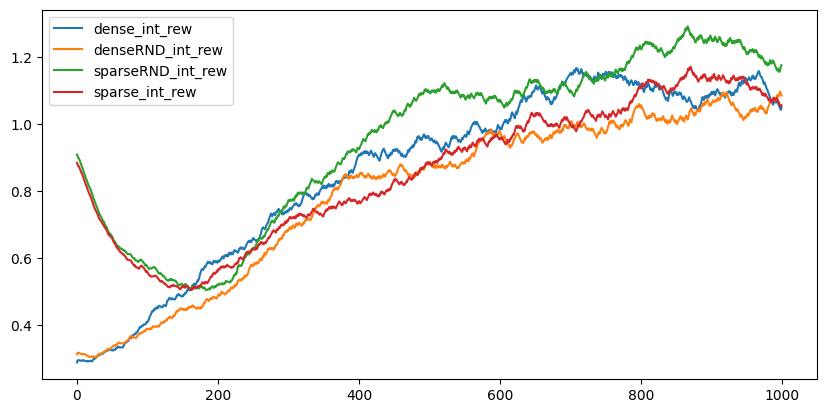 dense_int_rew
denseRND_int_rew
sparseRND_int_rew
sparse_int_rew
1.2
1.0
0.8
0.6
0.4
0 200 400 600 800 1000